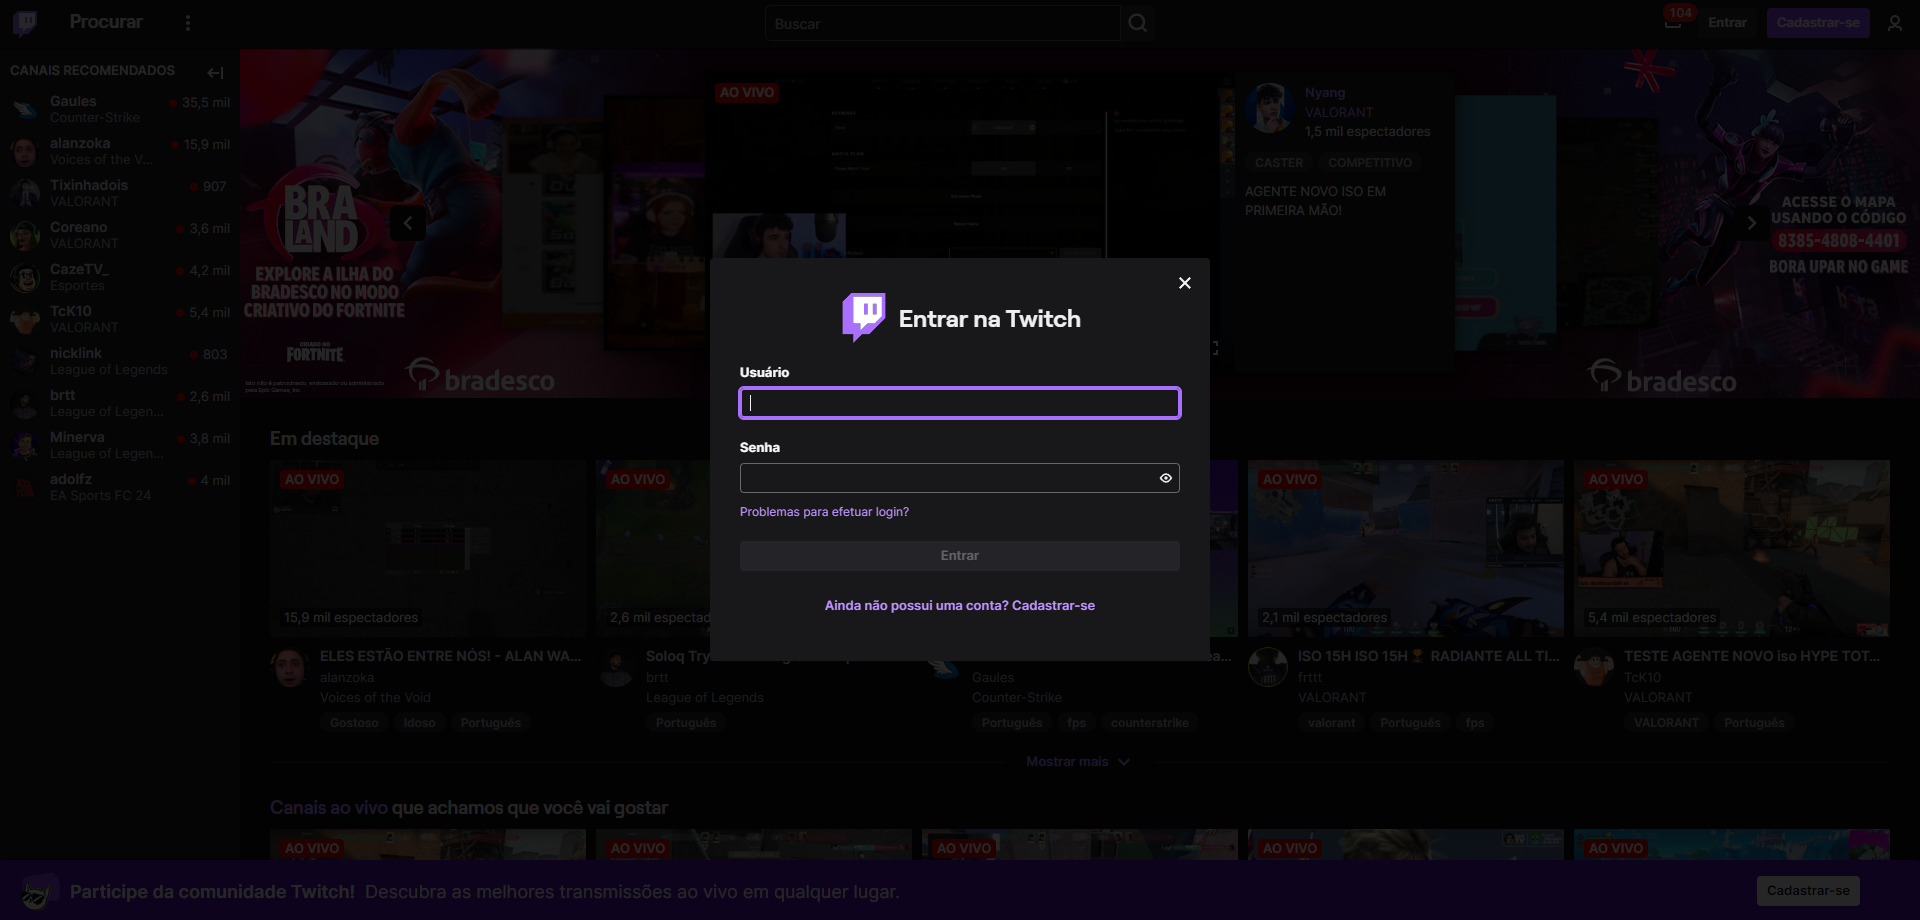 Procurar
Buscar
104
Entrar
Cadastrar-se
CANAIS RECOMENDADOS
Gaules
35,5 mil
Counter-Strike
alanzoka
15,9 mil
Voices of the V...
Tixinhadois
907
VALORANT
Coreano
3,6 mil
VALORANT
CazeTV_
4,2 mil
Esportes
TcK10
5,4 mil
VALORANT
nicklink
803
League of Legends
brtt
2,6 mil
League of Legen...
Minerva
3,8 mil
League of Legen...
adolfz
4 mil
EA Sports FC 24
BRA
LAND
EXPLORE A ILHA DO
BRADESCO NO MODO
CRIATIVO DO FORTNITE
CRIADO NO
FORTNITE
bradesco
AO VIVO
Nyang
VALORANT
1,5 mil espectadores
CASTER
COMPETITIVO
AGENTE NOVO ISO EM
PRIMEIRA MÃO!
ACESSE O MAPA
USANDO O CÓDIGO
8385-4808-4401
BORA UPAR NO GAME
bradesco
Entrar na Twitch
Usuário
Senha
Problemas para efetuar login?
Entrar
Ainda não possui uma conta? Cadastrar-se
Em destaque
AO VIVO
15,9 mil espectadores
ELES ESTÃO ENTRE NÓS! - ALAN WA...
alanzoka
Voices of the Void
Gostoso
Idoso
Português
AO VIVO
2,6 mil espectad
Soloq Try
brtt
League of Legends
Português
Gaules
Counter-Strike
Português
fps
counterstrike
AO VIVO
2,1 mil espectadores
ISO 15H ISO 15H🏆 RADIANTE ALL TI...
frttt
VALORANT
valorant
Português
fps
AO VIVO
5,4 mil espectadores
TESTE AGENTE NOVO iso HYPE TOT...
TcK10
VALORANT
VALORANT
Português
Mostrar mais
Canais ao vivo que achamos que você vai gostar
AO VIVO
AO VIVO
AO VIVO
AO VIVO
AO VIVO
Participe da comunidade Twitch! Descubra as melhores transmissões ao vivo em qualquer lugar.
Cadastrar-se